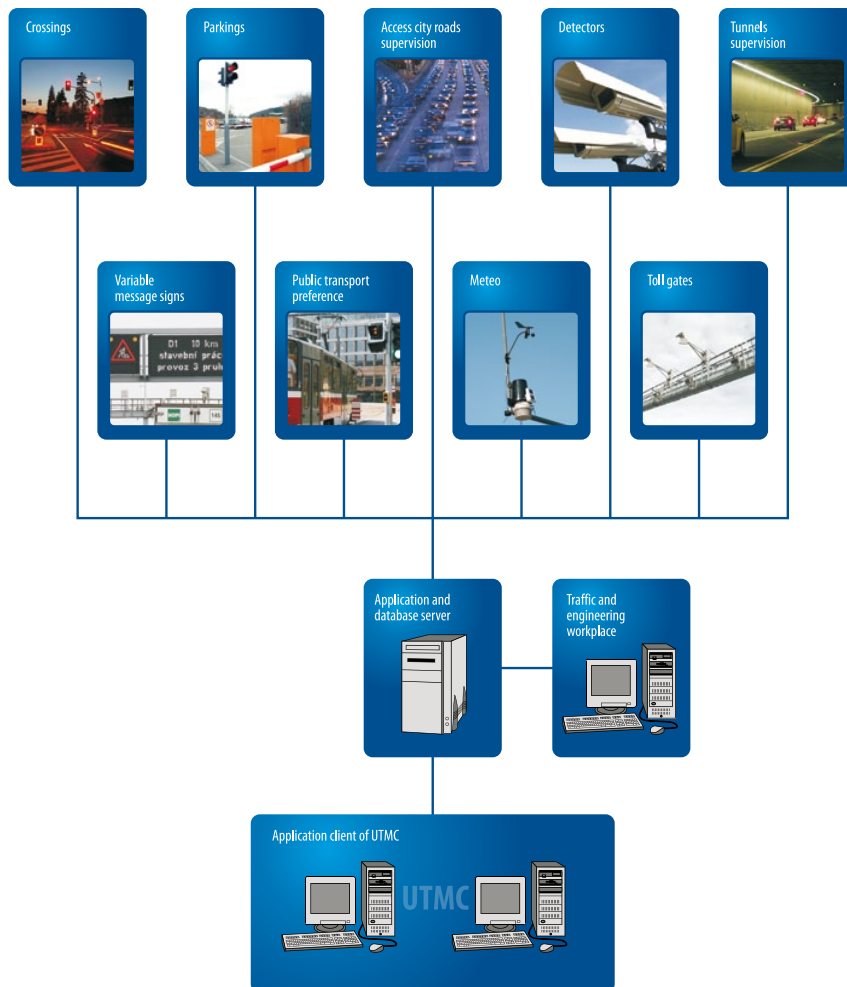 Crossings
Parkings
Access city roads
supervision
Detectors
Tunnels
supervision
Variable
message signs
D1 10 km
stavební prác
provoz 3 pruh
Public transport
preference
Meteo
Toll gates
Application and
database server
Traffic and
engineering
workplace
Application client of UTMC
UTMC